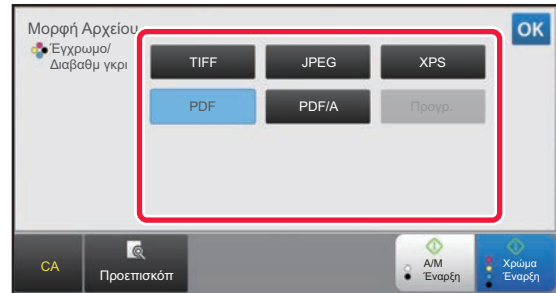 Μορφή Αρχείου
OK
Έγχρωμο/
Διαβαθμ γκρι
TIFF
JPEG
XPS
PDF
PDF/A
Προγρ.
CA
Προεπισκόπ
Α/Μ
Έναρξη
Χρώμα
Έναρξη